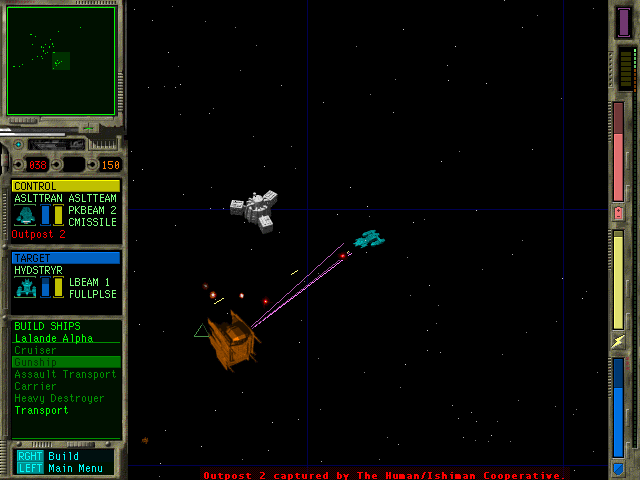 038
150
CONTROL
ASLTTRAN ASLTTEAM
PKBEAM 2
CMISSILE
Outpost 2
TARGET
HVDSTRYR
LBEAM 1
FULLPLSE
BUILD SHIPS
Lalande Alpha
Cruiser
Gunship
Assault Transport
Carrier
Heavy Destroyer
Transport
RGHT Build
LEFT Main Menu
Outpost 2 captured by The Human/Ishiman Cooperative.